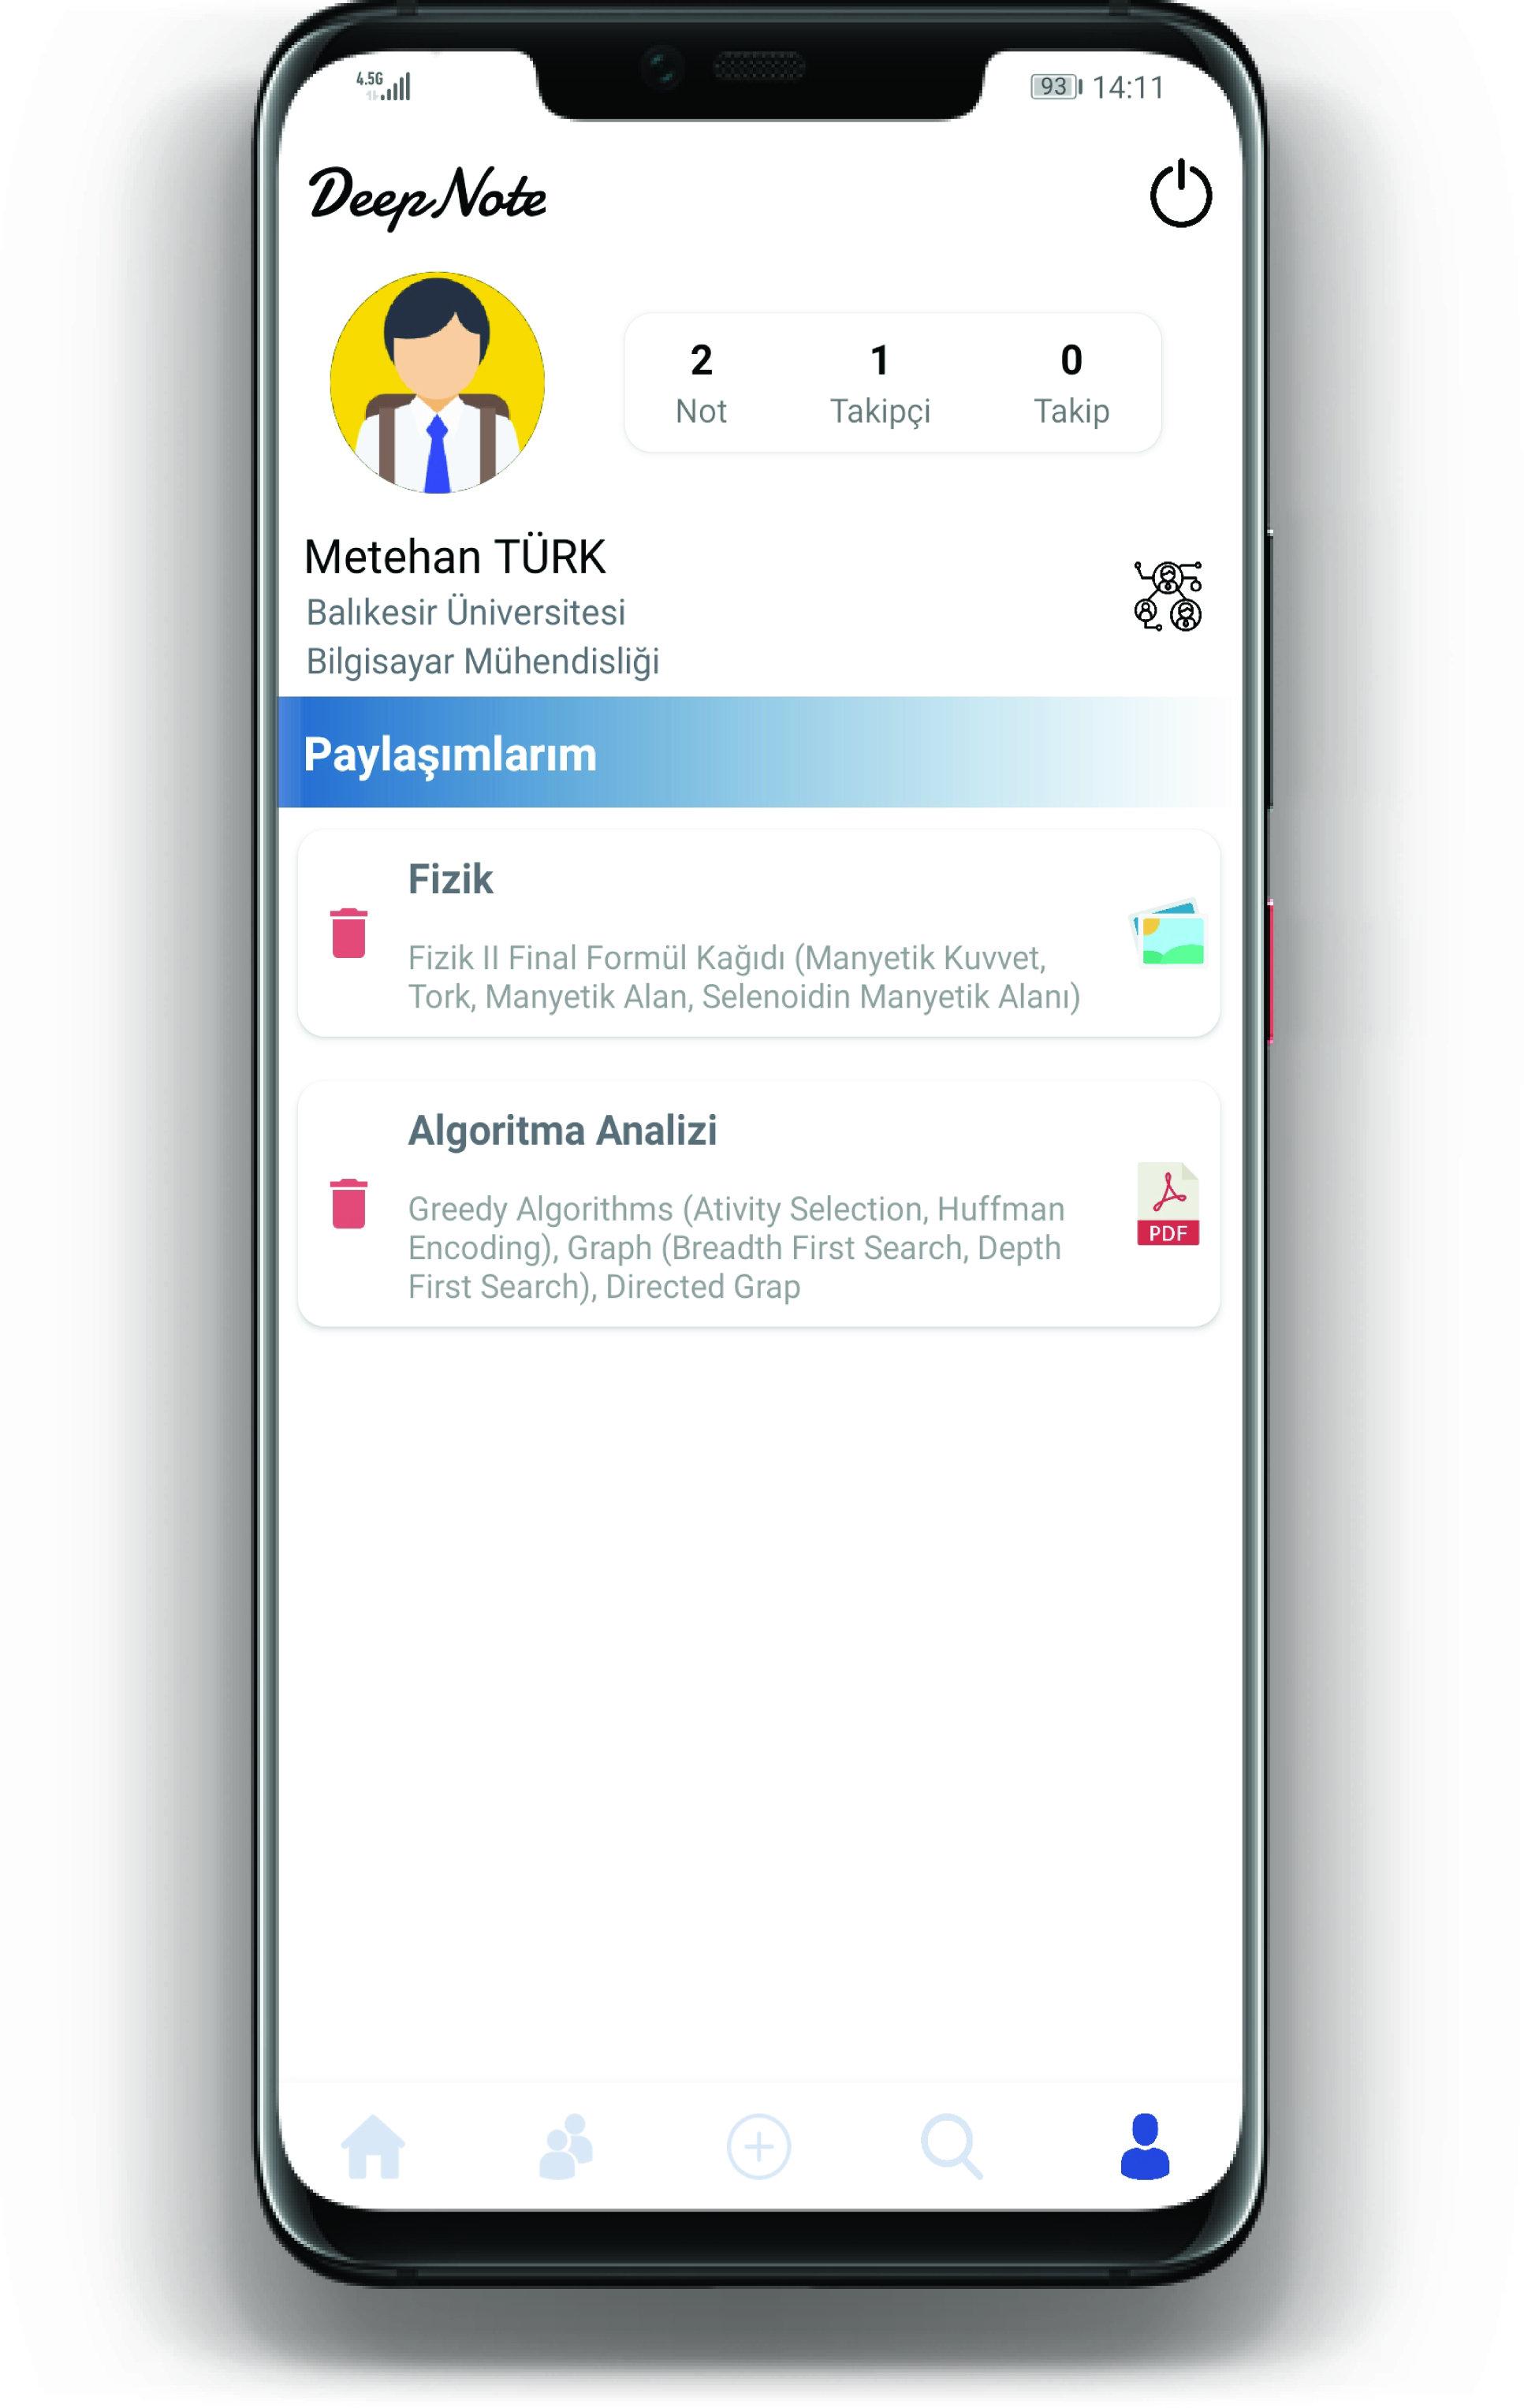 4.5G
93 14:11
DeepNote
2 1 0
Not Takipçi Takip
Metehan TÜRK
Balıkesir Üniversitesi
Bilgisayar Mühendisliği
Paylaşımlarım
Fizik
Fizik II Final Formül Kağıdı (Manyetik Kuvvet,
Tork, Manyetik Alan, Selenoidin Manyetik Alanı)
Algoritma Analizi
Greedy Algorithms (Ativity Selection, Huffman
Encoding), Graph (Breadth First Search, Depth
First Search), Directed Grap
PDF